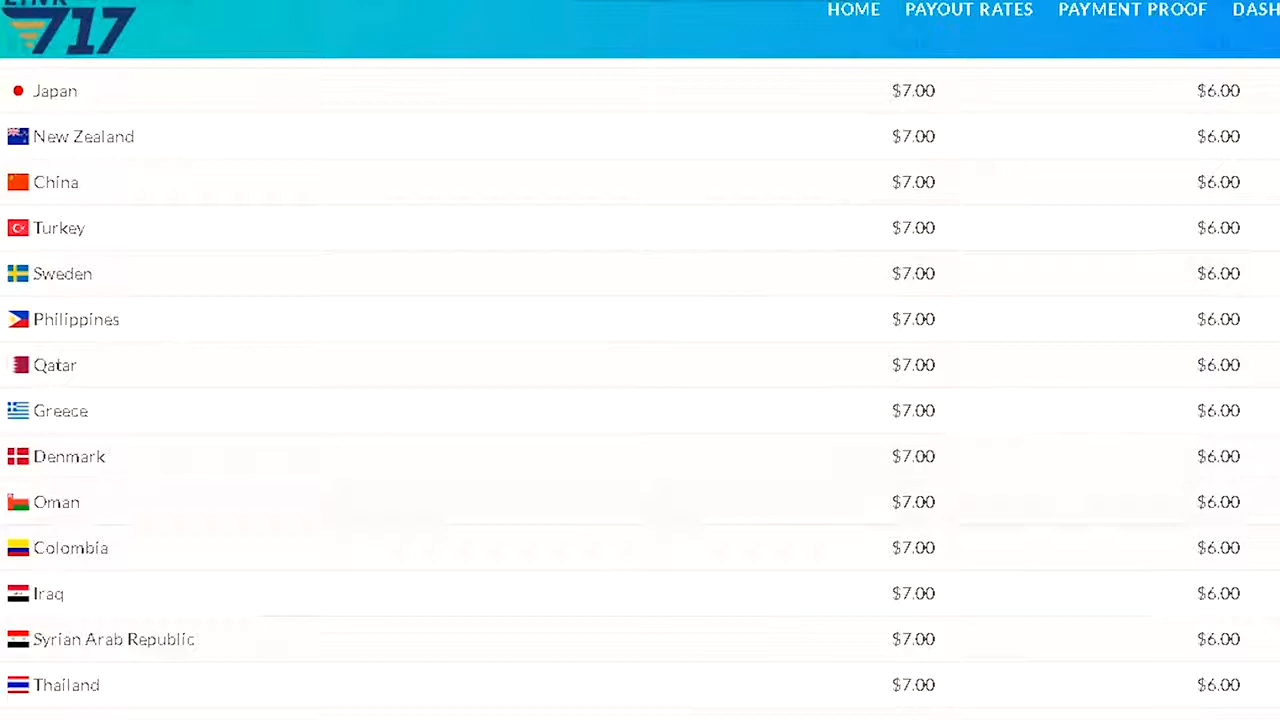 LINK
717
HOME PAYOUT RATES PAYMENT PROOF DASH
Japan $7.00 $6.00
New Zealand $7.00 $6.00
China $7.00 $6.00
Turkey $7.00 $6.00
Sweden $7.00 $6.00
Philippines $7.00 $6.00
Qatar $7.00 $6.00
Greece $7.00 $6.00
Denmark $7.00 $6.00
Oman $7.00 $6.00
Colombia $7.00 $6.00
Iraq $7.00 $6.00
Syrian Arab Republic $7.00 $6.00
Thailand $7.00 $6.00